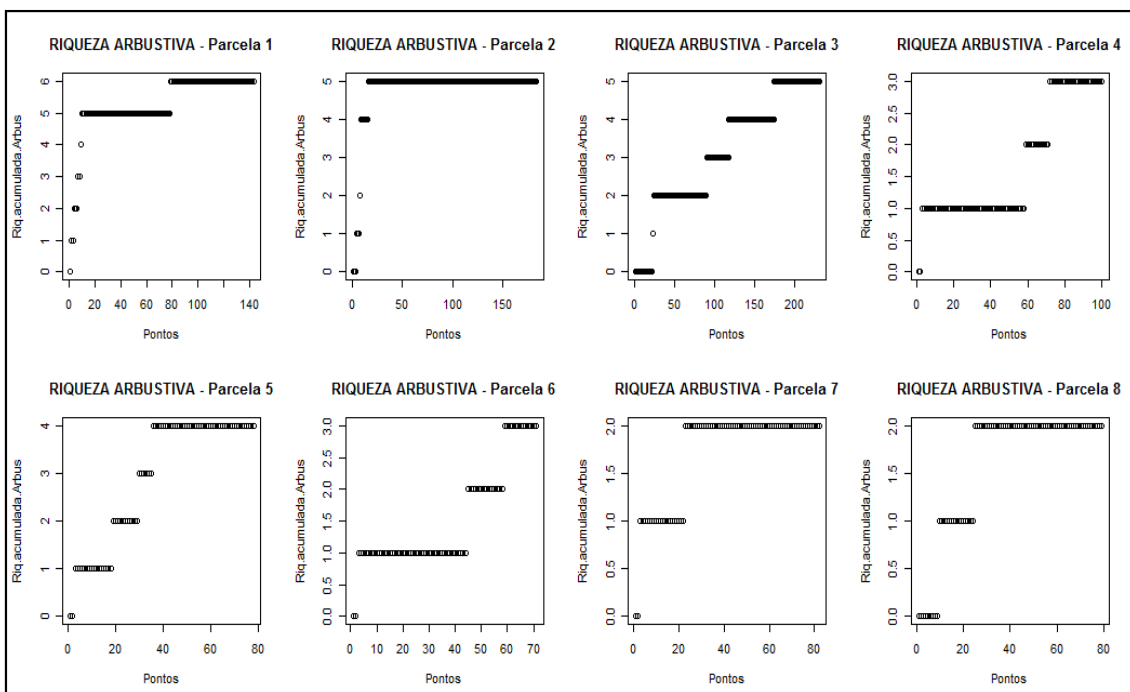 RIQUEZA ARBUSTIVA - Parcela 1
Riq.acumulada.Arbus
6
5
4
3
2
1
0
0 20 40 60 80 100 140
Pontos
RIQUEZA ARBUSTIVA - Parcela 2
Riq.acumulada.Arbus
5
4
3
2
1
0
0 50 100 150
Pontos
RIQUEZA ARBUSTIVA - Parcela 3
Riq.acumulada.Arbus
5
4
3
2
1
0
0 50 100 150 200
Pontos
RIQUEZA ARBUSTIVA - Parcela 4
Riq.acumulada.Arbus
3.0
2.5
2.0
1.5
1.0
0.5
0.0
0 20 40 60 80 100
Pontos
RIQUEZA ARBUSTIVA - Parcela 5
Riq.acumulada.Arbus
4
3
2
1
0
0 20 40 60 80
Pontos
RIQUEZA ARBUSTIVA - Parcela 6
Riq.acumulada.Arbus
3.0
2.5
2.0
1.5
1.0
0.5
0.0
0 10 20 30 40 50 60 70
Pontos
RIQUEZA ARBUSTIVA - Parcela 7
Riq.acumulada.Arbus
2.0
1.5
1.0
0.5
0.0
0 20 40 60 80
Pontos
RIQUEZA ARBUSTIVA - Parcela 8
Riq.acumulada.Arbus
2.0
1.5
1.0
0.5
0.0
0 20 40 60 80
Pontos